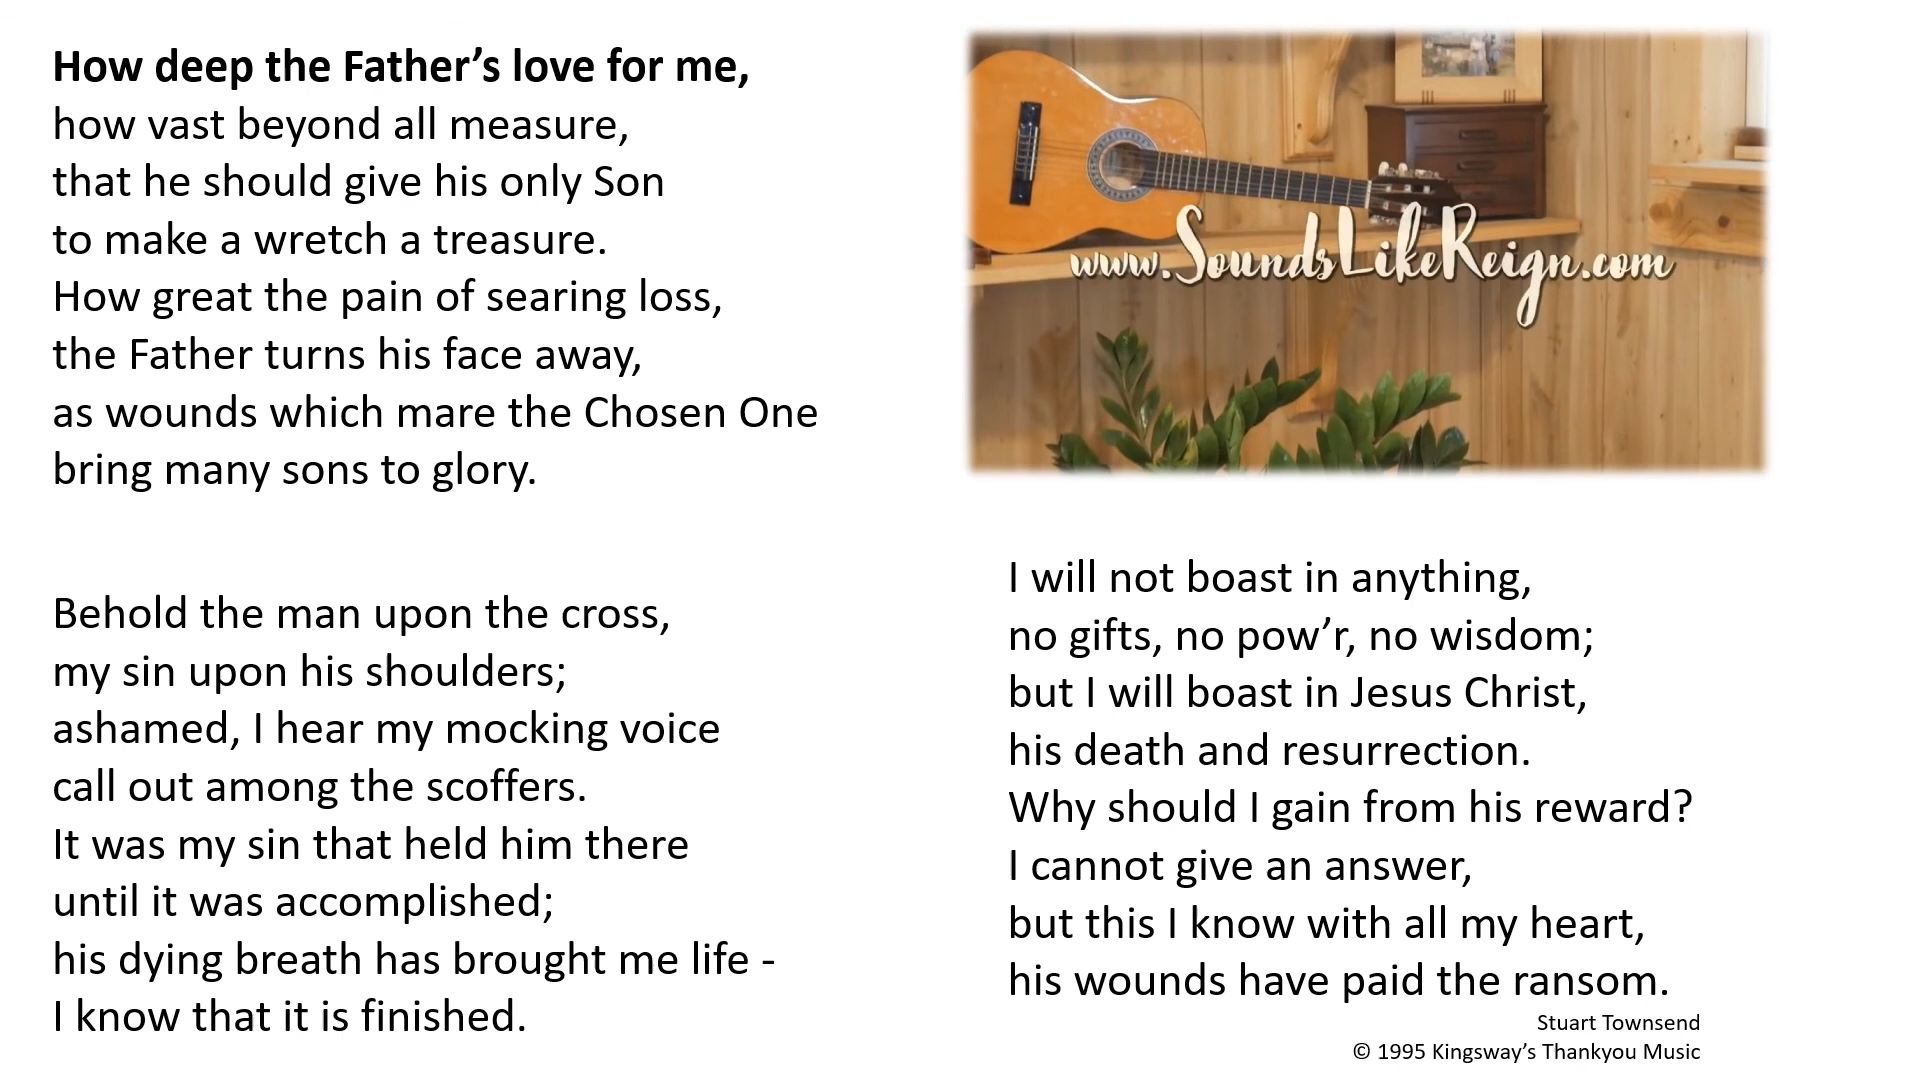 How deep the Father’s love for me,
how vast beyond all measure,
that he should give his only Son
to make a wretch a treasure.
How great the pain of searing loss,
the Father turns his face away,
as wounds which mare the Chosen One
bring many sons to glory.
Behold the man upon the cross,
my sin upon his shoulders;
ashamed, I hear my mocking voice
call out among the scoffers.
It was my sin that held him there
until it was accomplished;
his dying breath has brought me life -
I know that it is finished.
www.SoundsLikeReign.com
I will not boast in anything,
no gifts, no pow’r, no wisdom;
but I will boast in Jesus Christ,
his death and resurrection.
Why should I gain from his reward?
I cannot give an answer,
but this I know with all my heart,
his wounds have paid the ransom.
Stuart Townsend
© 1995 Kingsway’s Thankyou Music